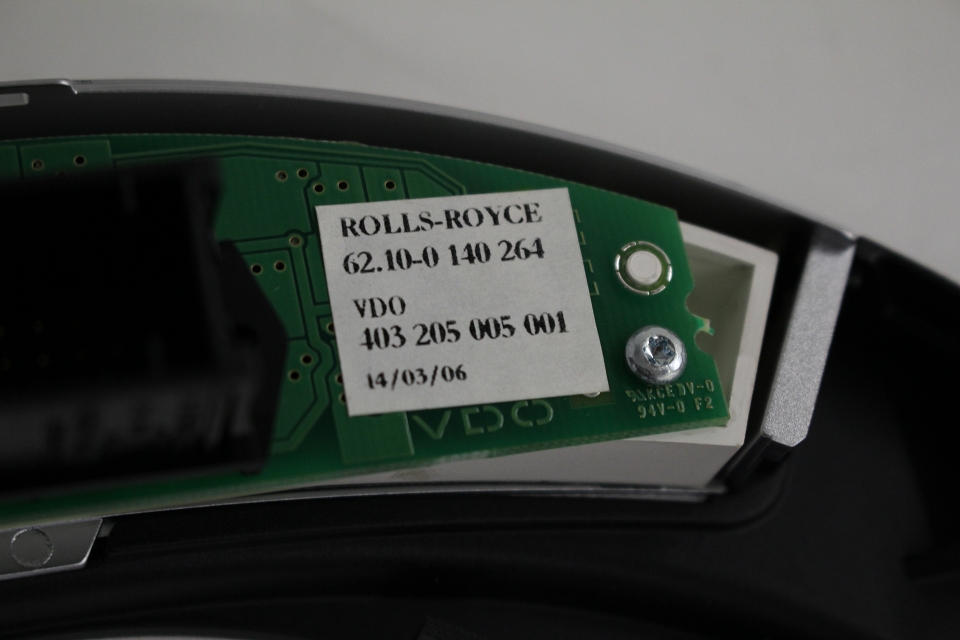 ROLLS-ROYCE
62.10-0 140 264
VDO
403 205 005 001
14/03/06
VDO
94V-0 F2